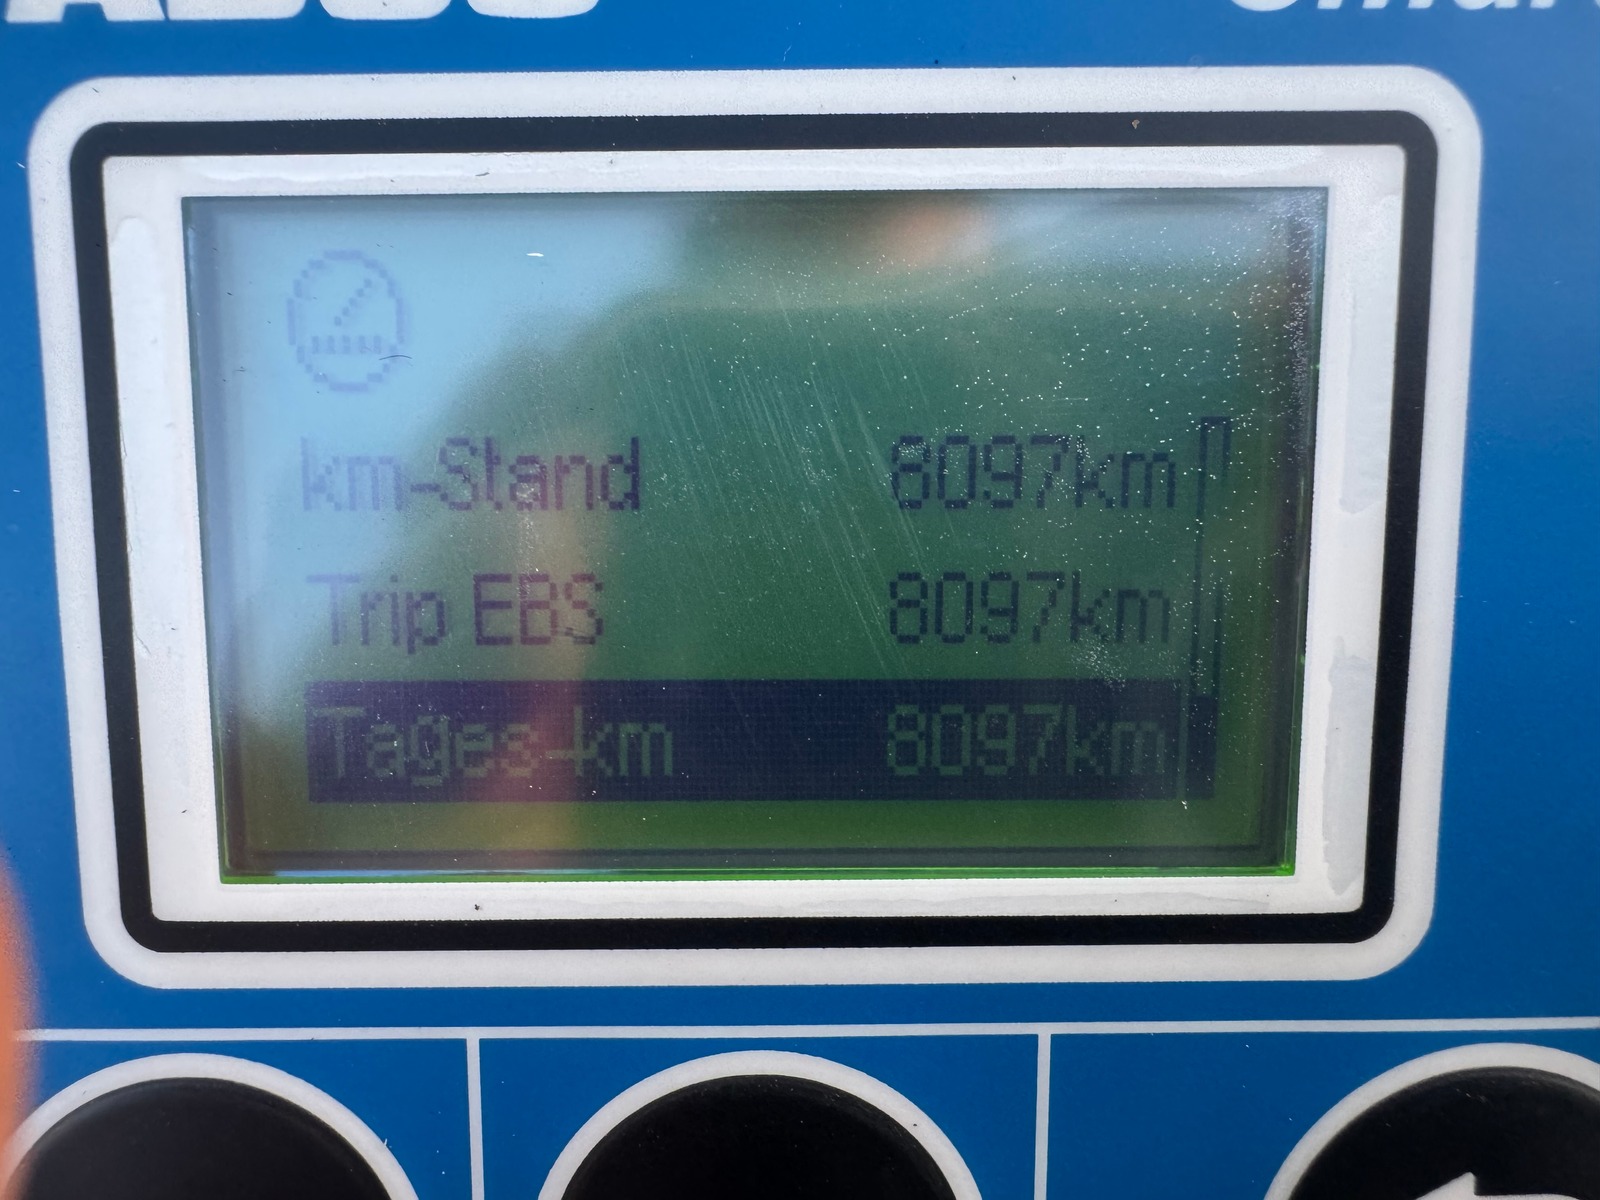 km-Stand 8097km
Trip EBS 8097km
Tages-km 8097km